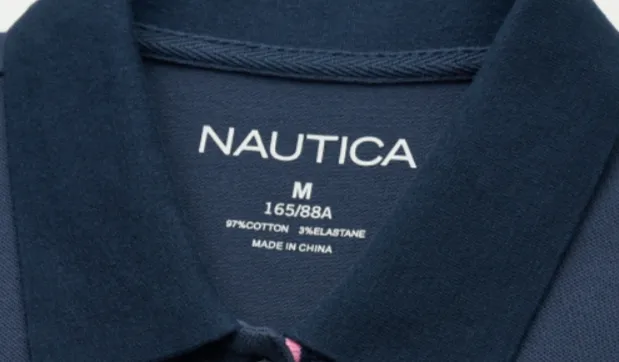 NAUTICA
M
165/88A
97%COTTON 3%ELASTANE
MADE IN CHINA